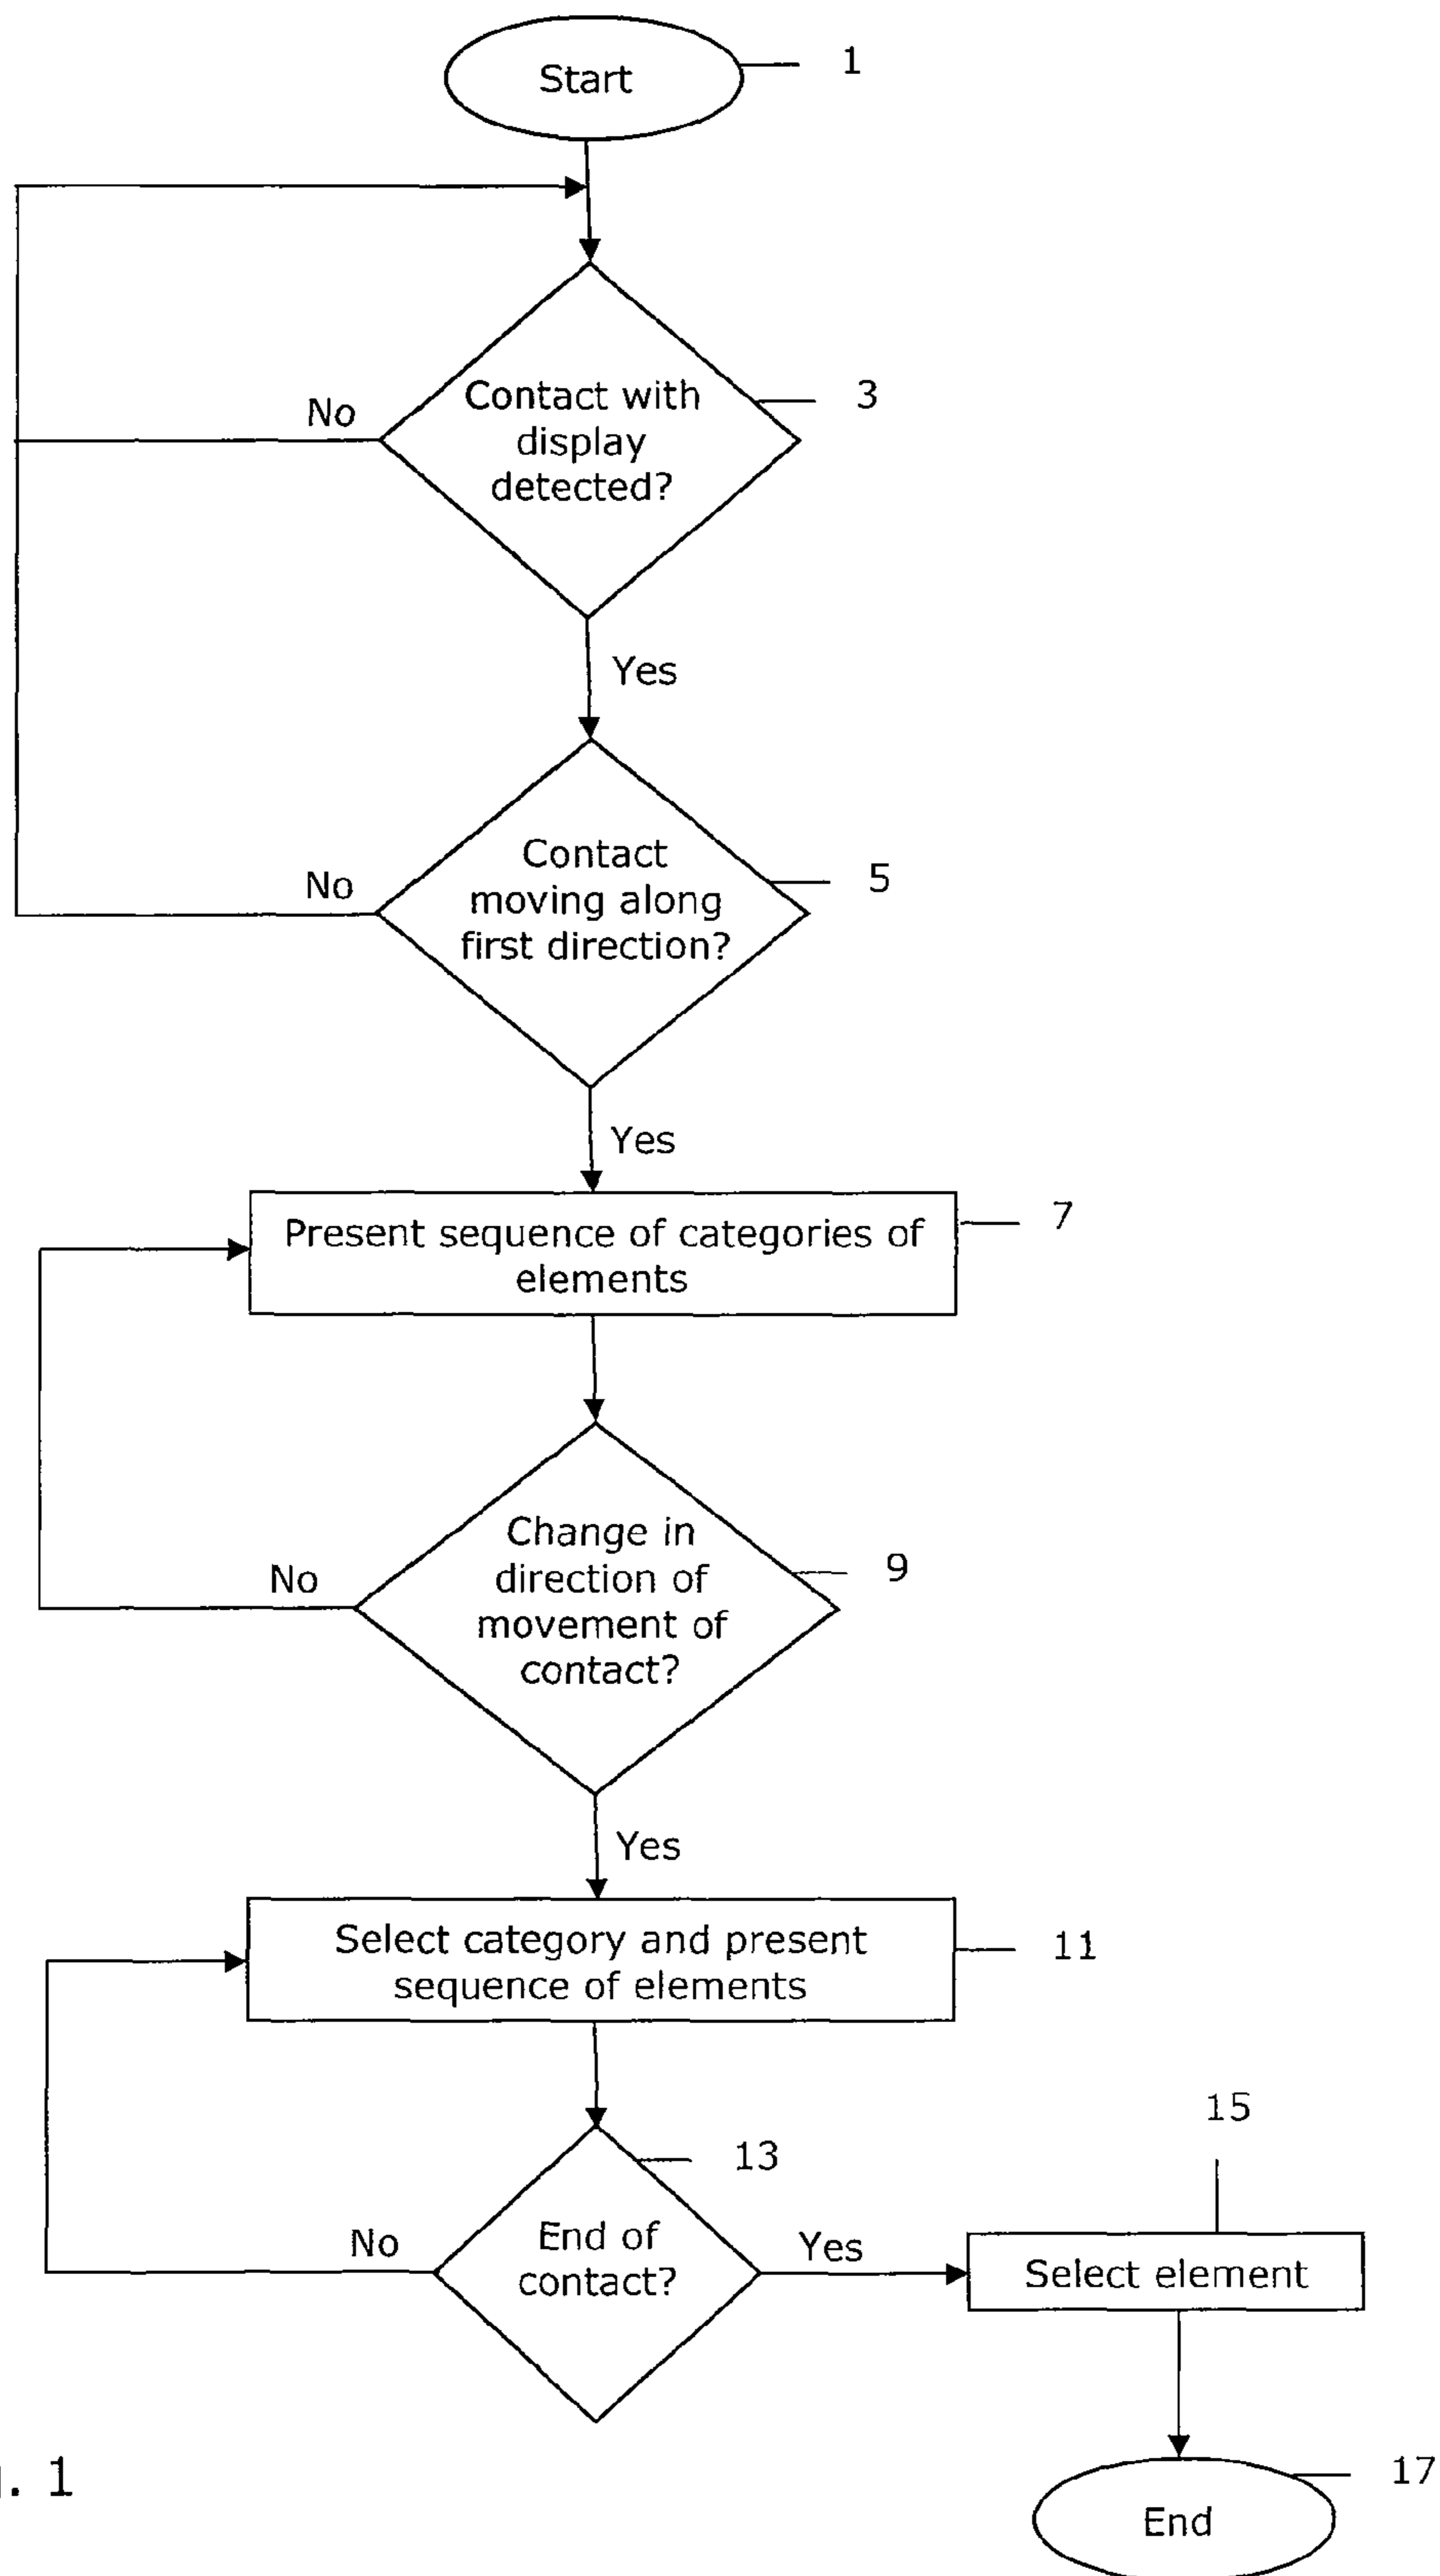 Start
1
Contact with
display
detected?
3
No
Yes
Contact
moving along
first direction?
5
No
Yes
Present sequence of categories of
elements
7
Change in
direction of
movement of
contact?
9
No
Yes
Select category and present
sequence of elements
11
End of
contact?
13
No
Yes
15
Select element
17
End
. 1